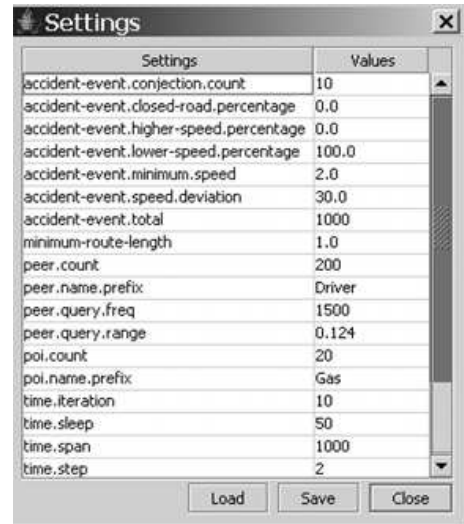 Settings
Settings Values
accident-event.conjection.count 10
accident-event.closed-road.percentage 0.0
accident-event.higher-speed.percentage 0.0
accident-event.lower-speed.percentage 100.0
accident-event.minimum.speed 2.0
accident-event.speed.deviation 30.0
accident-event.total 1000
minimum-route-length 1.0
peer.count 200
peer.name.prefix Driver
peer.query.freq 1500
peer.query.range 0.124
poi.count 20
poi.name.prefix Gas
time.iteration 10
time.sleep 50
time.span 1000
time.step 2
Load Save Close